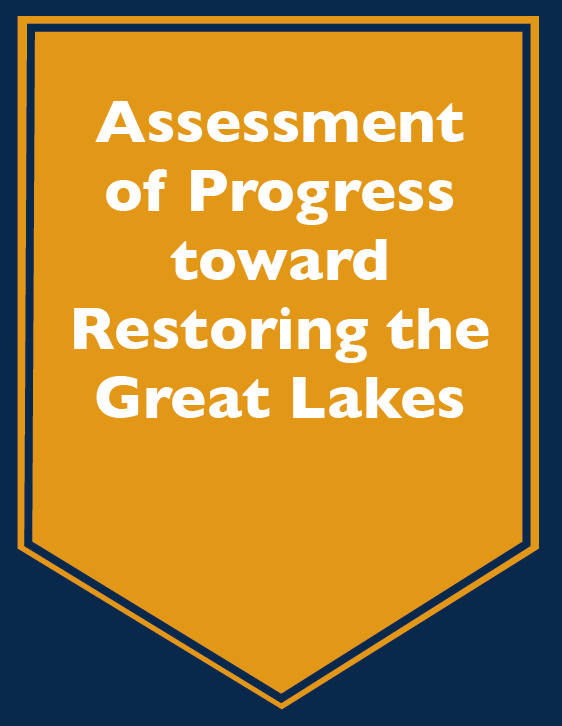 Assessment
of Progress
toward
Restoring the
Great Lakes